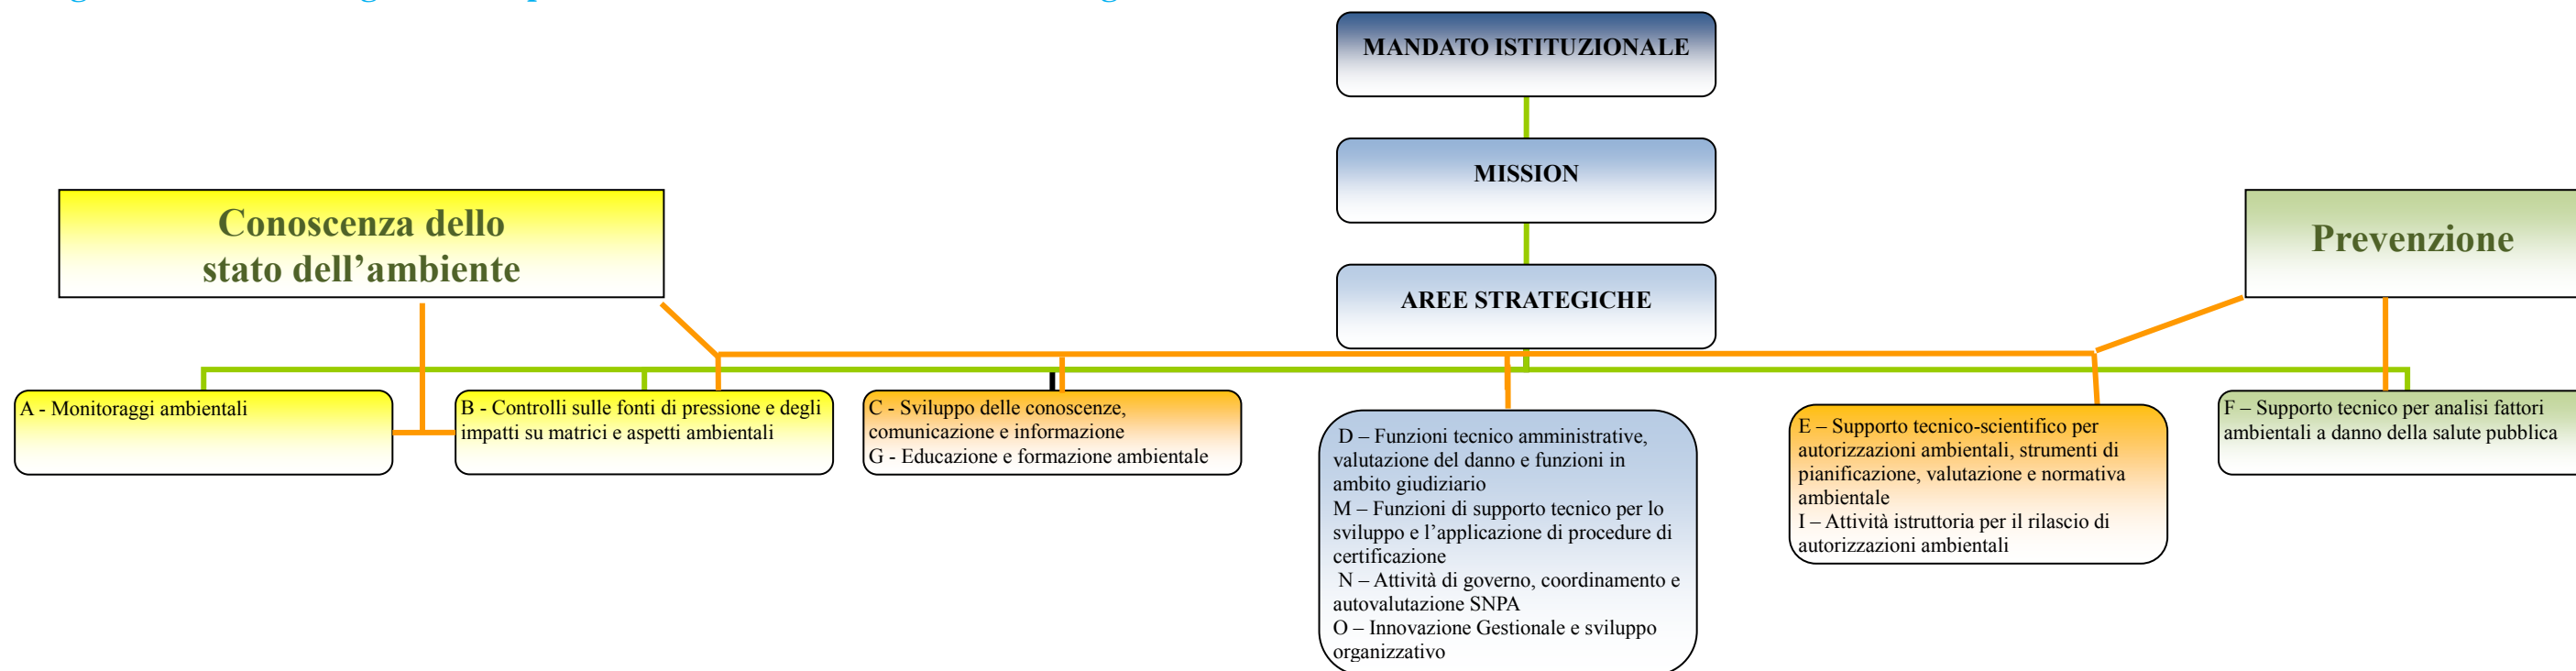 MANDATO ISTITUZIONALE
MISSION
Conoscenza dello
stato dell’ambiente
Prevenzione
AREE STRATEGICHE
A - Monitoraggi ambientali
B - Controlli sulle fonti di pressione e degli
impatti su matrici e aspetti ambientali
C - Sviluppo delle conoscenze,
comunicazione e informazione
G - Educazione e formazione ambientale
D – Funzioni tecnico amministrative,
valutazione del danno e funzioni in
ambito giudiziario
M – Funzioni di supporto tecnico per lo
sviluppo e l’applicazione di procedure di
certificazione
N – Attività di governo, coordinamento e
autovalutazione SNPA
O – Innovazione Gestionale e sviluppo
organizzativo
E – Supporto tecnico-scientifico per
autorizzazioni ambientali, strumenti di
pianificazione, valutazione e normativa
ambientale
I – Attività istruttoria per il rilascio di
autorizzazioni ambientali
F – Supporto tecnico per analisi fattori
ambientali a danno della salute pubblica